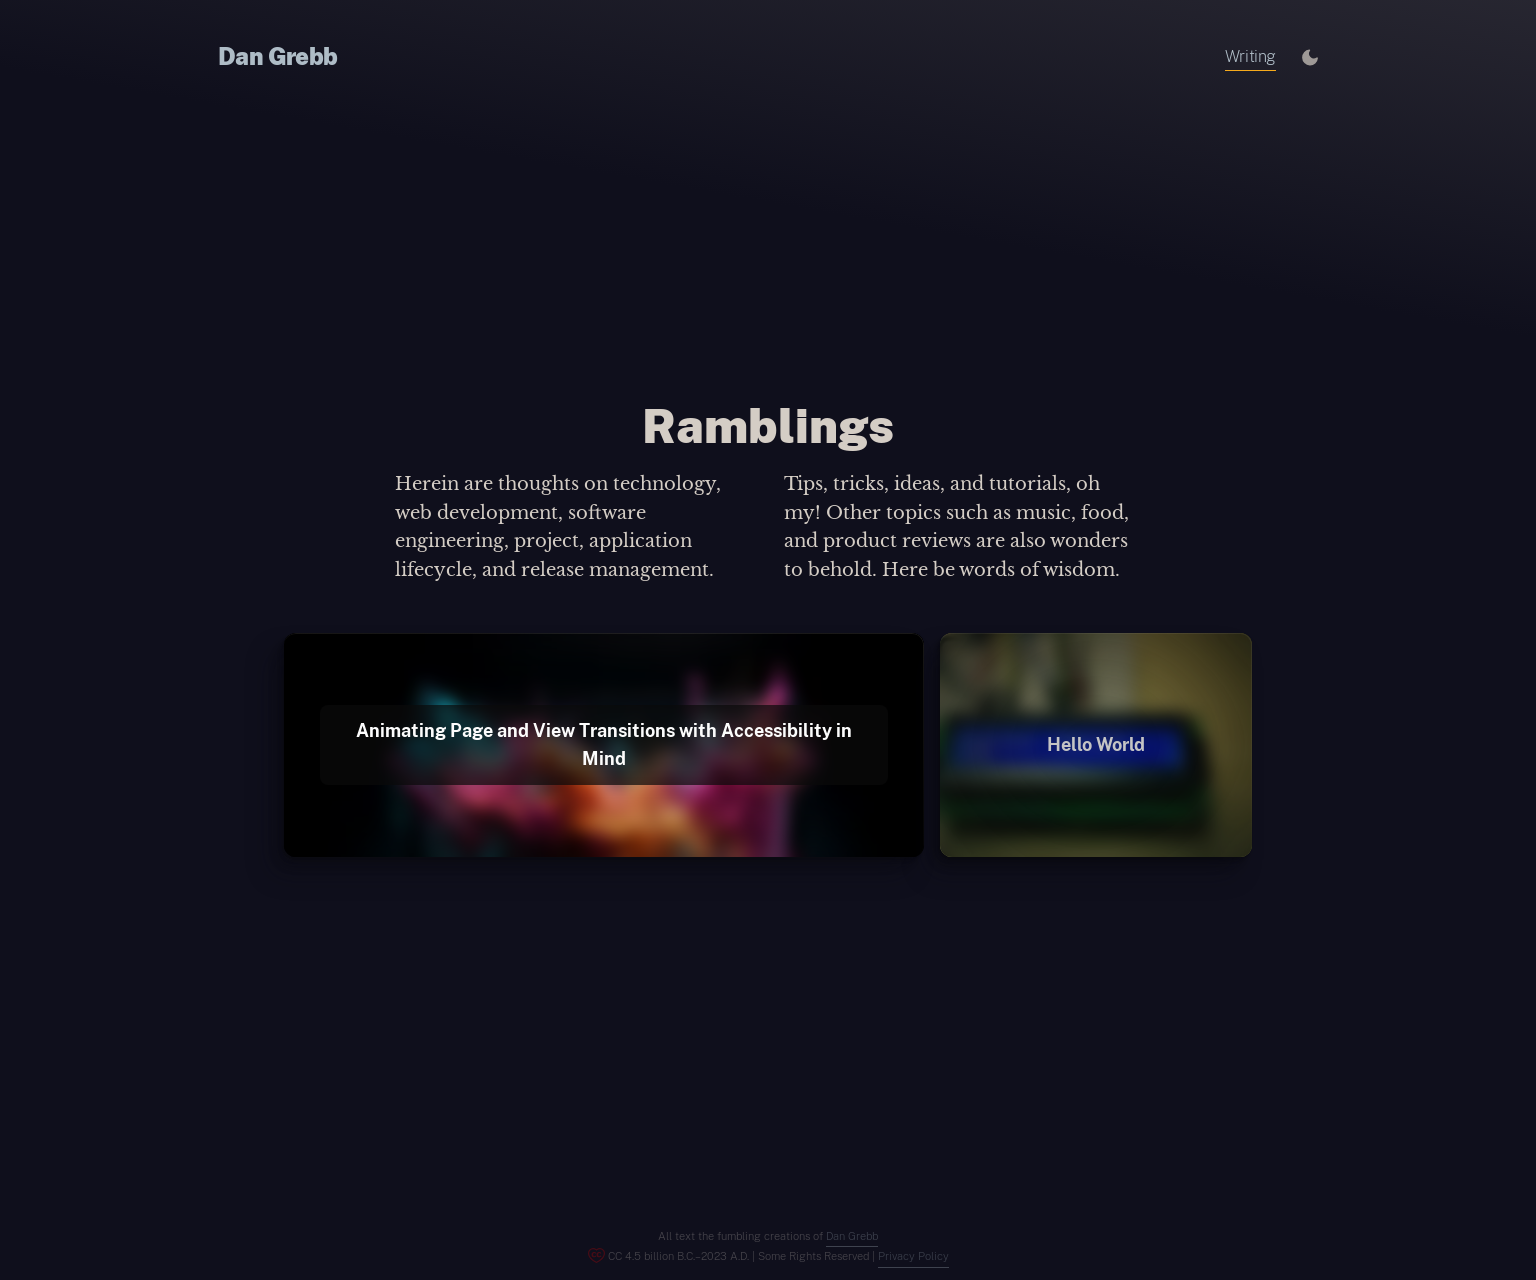 Dan Grebb
Writing
Ramblings
Herein are thoughts on technology,
web development, software
engineering, project, application
lifecycle, and release management.
Tips, tricks, ideas, and tutorials, oh
my! Other topics such as music, food,
and product reviews are also wonders
to behold. Here be words of wisdom.
Animating Page and View Transitions with Accessibility in
Mind
Hello World
All text the fumbling creations of Dan Grebb
CC 4.5 billion B.C.–2023 A.D. | Some Rights Reserved | Privacy Policy